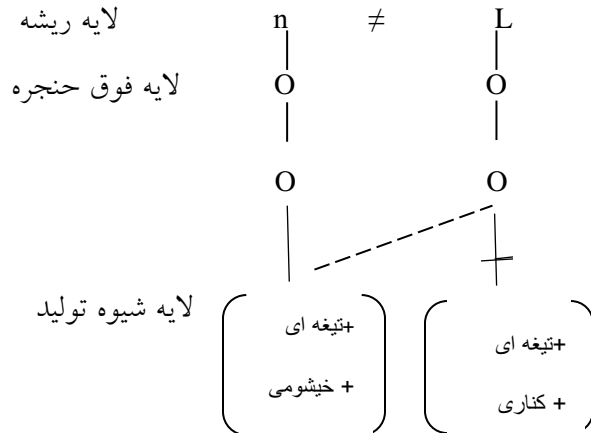 لایه ریشه n ≠ L
لایه فوق حنجره O O
O O
لایه شیوه تولید
+تیغه ای +تیغه ای
+ خیشومی + کناری